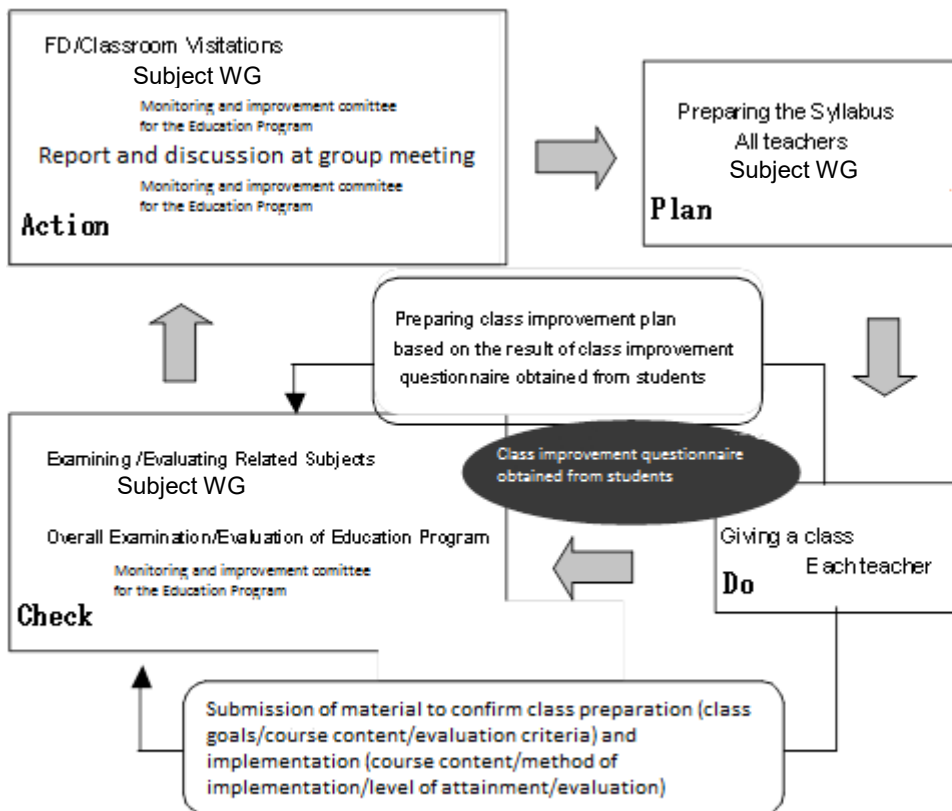 FD/Classroom Visitations
Subject WG
Monitoring and improvement comittee
for the Education Program
Report and discussion at group meeting
Monitoring and improvement commitee
for the Education Program
Action
Preparing the Syllabus
All teachers
Subject WG
Plan
Preparing class improvement plan
based on the result of class improvement
questionnaire obtained from students
Class improvement questionnaire
obtained from students
Examining /Evaluating Related Subjects
Subject WG
Overall Examination/Evaluation of Education Program
Monitoring and improvement comittee
for the Education Program
Check
Giving a class
Each teacher
Do
Submission of material to confirm class preparation (class
goals/course content/evaluation criteria) and
implementation (course content/method of
implementation/level of attainment/evaluation)